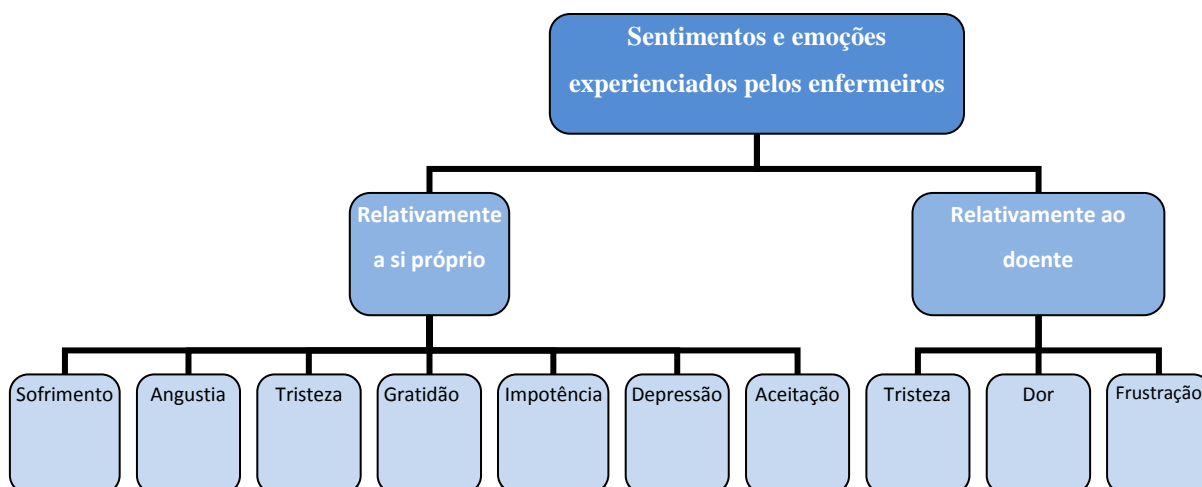 Sentimentos e emoções
experienciados pelos enfermeiros
Relativamente
a si próprio
Relativamente ao
doente
Sofrimento
Angustia
Tristeza
Gratidão
Impotência
Depressão
Aceitação
Tristeza
Dor
Frustração